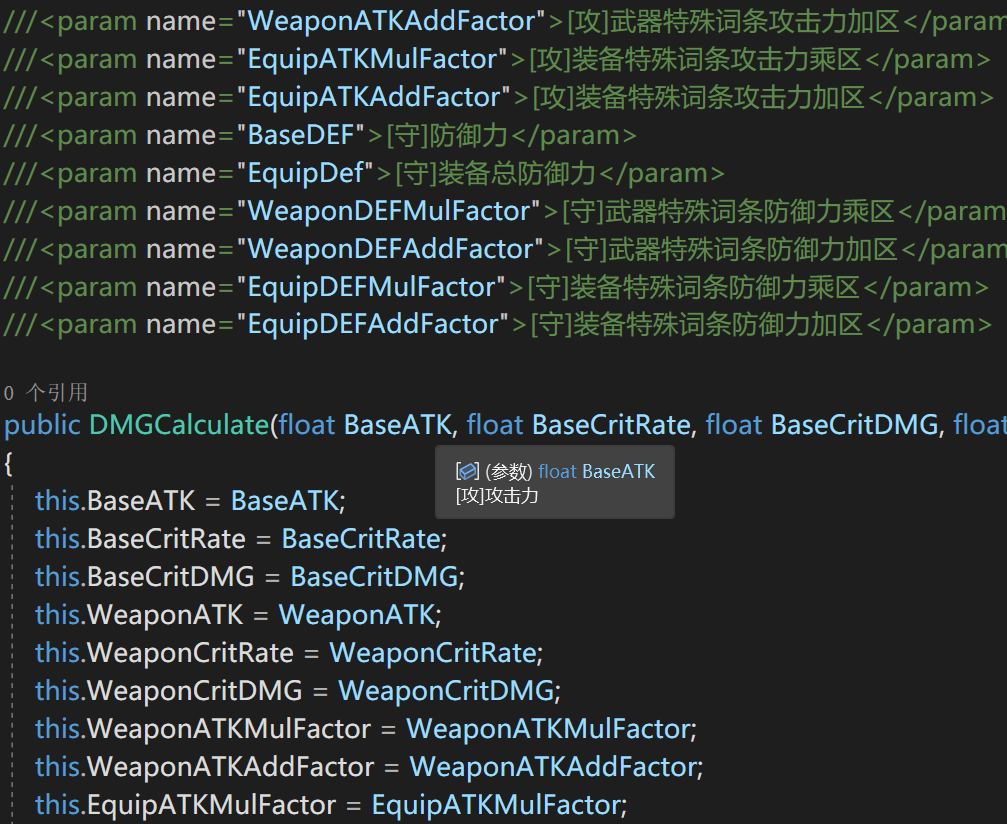 ///<param name="WeaponATKAddFactor">[攻]武器特殊词条攻击力加区</param
///<param name="EquipATKMulFactor">[攻]装备特殊词条攻击力乘区</param>
///<param name="EquipATKAddFactor">[攻]装备特殊词条攻击力加区</param>
///<param name="BaseDEF">[守]防御力</param>
///<param name="EquipDef">[守]装备总防御力</param>
///<param name="WeaponDEFMulFactor">[守]武器特殊词条防御力乘区</param
///<param name="WeaponDEFAddFactor">[守]武器特殊词条防御力加区</param
///<param name="EquipDEFMulFactor">[守]装备特殊词条防御力乘区</param>
///<param name="EquipDEFAddFactor">[守]装备特殊词条防御力加区</param>
0 个引用
public DMGCalculate(float BaseATK, float BaseCritRate, float BaseCritDMG, float
{
(参数) float BaseATK
[攻]攻击力
this.BaseATK = BaseATK;
this.BaseCritRate = BaseCritRate;
this.BaseCritDMG = BaseCritDMG;
this.WeaponATK = WeaponATK;
this.WeaponCritRate = WeaponCritRate;
this.WeaponCritDMG = WeaponCritDMG;
this.WeaponATKMulFactor = WeaponATKMulFactor;
this.WeaponATKAddFactor = WeaponATKAddFactor;
this.EquipATKMulFactor = EquipATKMulFactor;